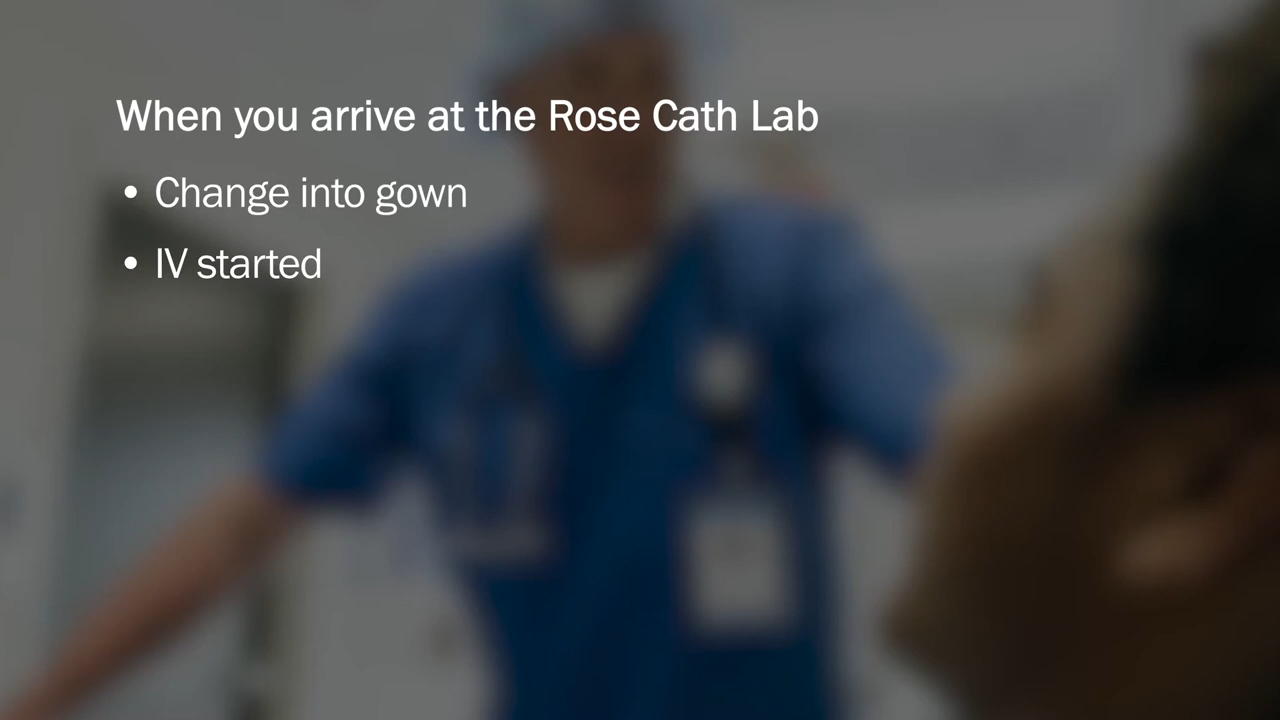 When you arrive at the Rose Cath Lab
• Change into gown
• IV started